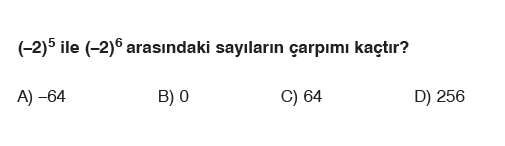 (–2)⁵ ile (–2)⁶ arasındaki sayıların çarpımı kaçtır?
A) –64 B) 0 C) 64 D) 256